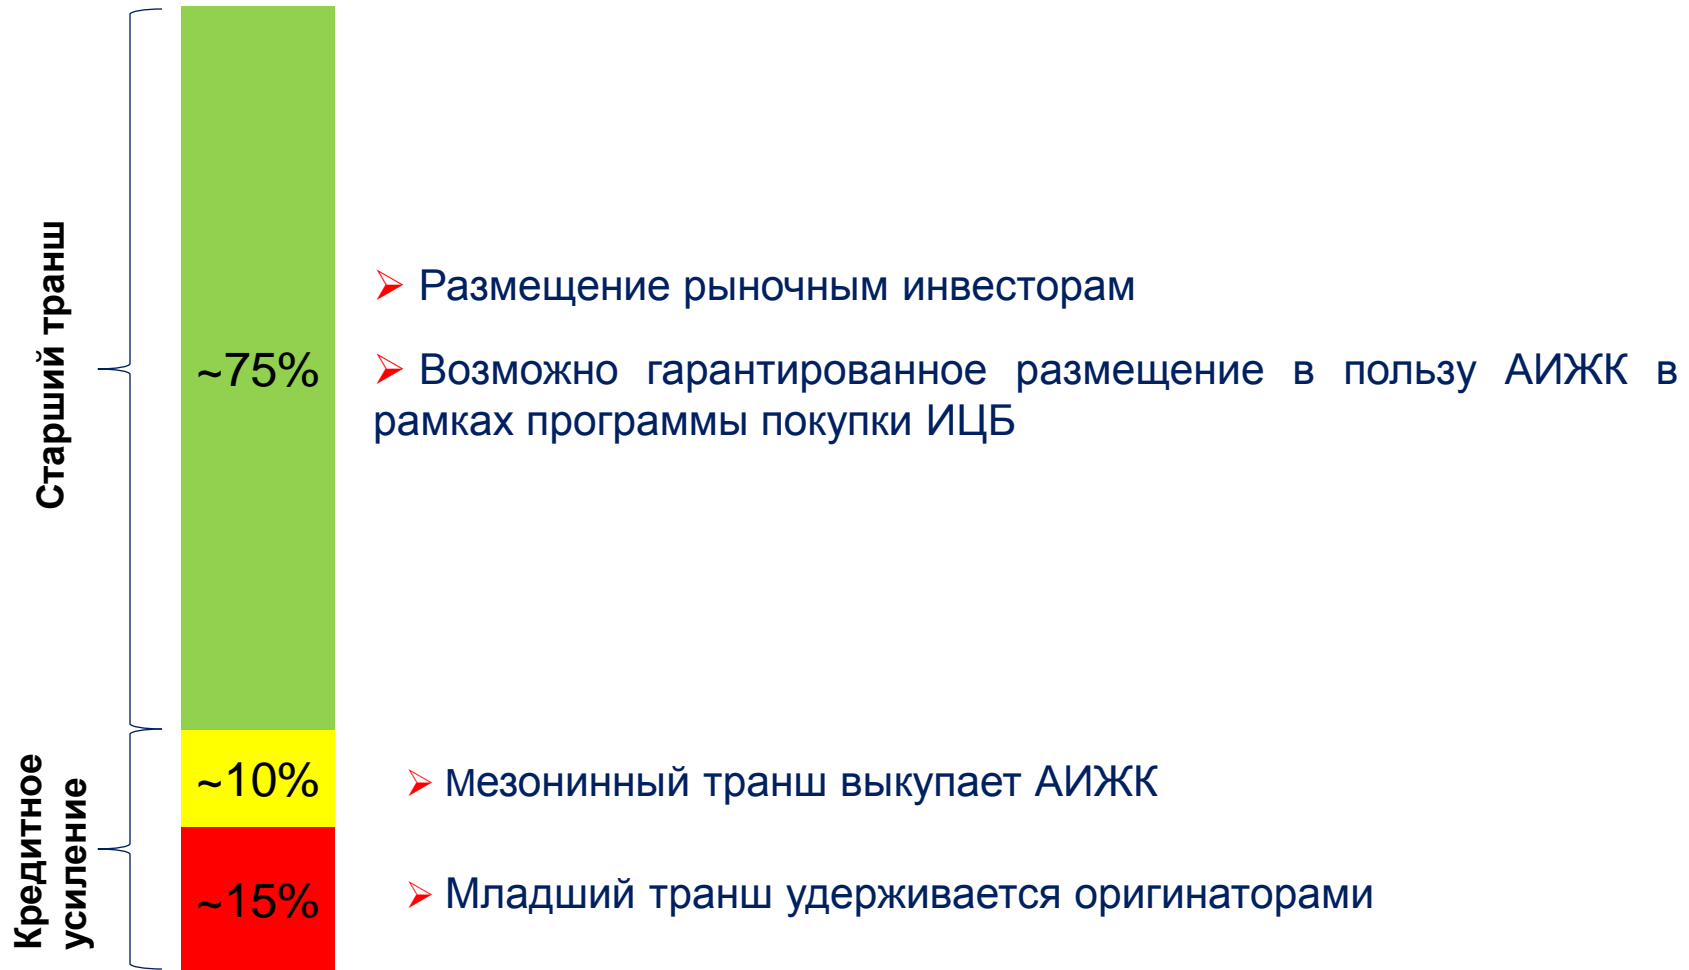 Старший транш
~75%
Размещение рыночным инвесторам
Возможно гарантированное размещение в пользу АИЖК в
рамках программы покупки ИЦБ
Кредитное
усиление
~10%
Мезонинный транш выкупает АИЖК
~15%
Младший транш удерживается оригинаторами